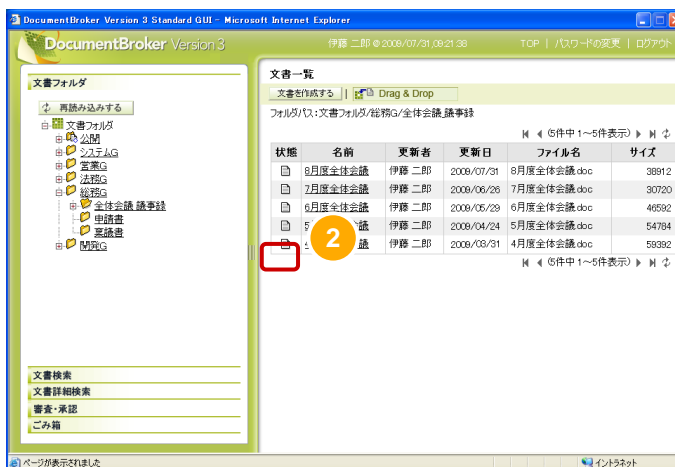 DocumentBroker Version 3 Standard GUI - Microsoft Internet Explorer
DocumentBroker Version 3
伊藤 二郎@2009/07/31,09:21:38 TOP | パスワードの変更 | ログアウト
文書フォルダ
再読み込みする
文書フォルダ
公開
システムG
営業G
法務G
総務G
全体会議_議事録
申請書
稟議書
開発G
文書検索
文書詳細検索
審査・承認
ごみ箱
文書一覧
文書を作成する | Drag & Drop
フォルダパス:文書フォルダ/総務G/全体会議_議事録
(5件中 1～5件表示)
状態 名前 更新者 更新日 ファイル名 サイズ
8月度全体会議 伊藤 二郎 2009/07/31 8月度全体会議.doc 38912
7月度全体会議 伊藤 二郎 2009/06/26 7月度全体会議.doc 30720
6月度全体会議 伊藤 二郎 2009/05/29 6月度全体会議.doc 46592
5 議 伊藤 二郎 2009/04/24 5月度全体会議.doc 54784
議 伊藤 二郎 2009/03/31 4月度全体会議.doc 59392
2
(5件中 1～5件表示)
ページが表示されました イントラネット